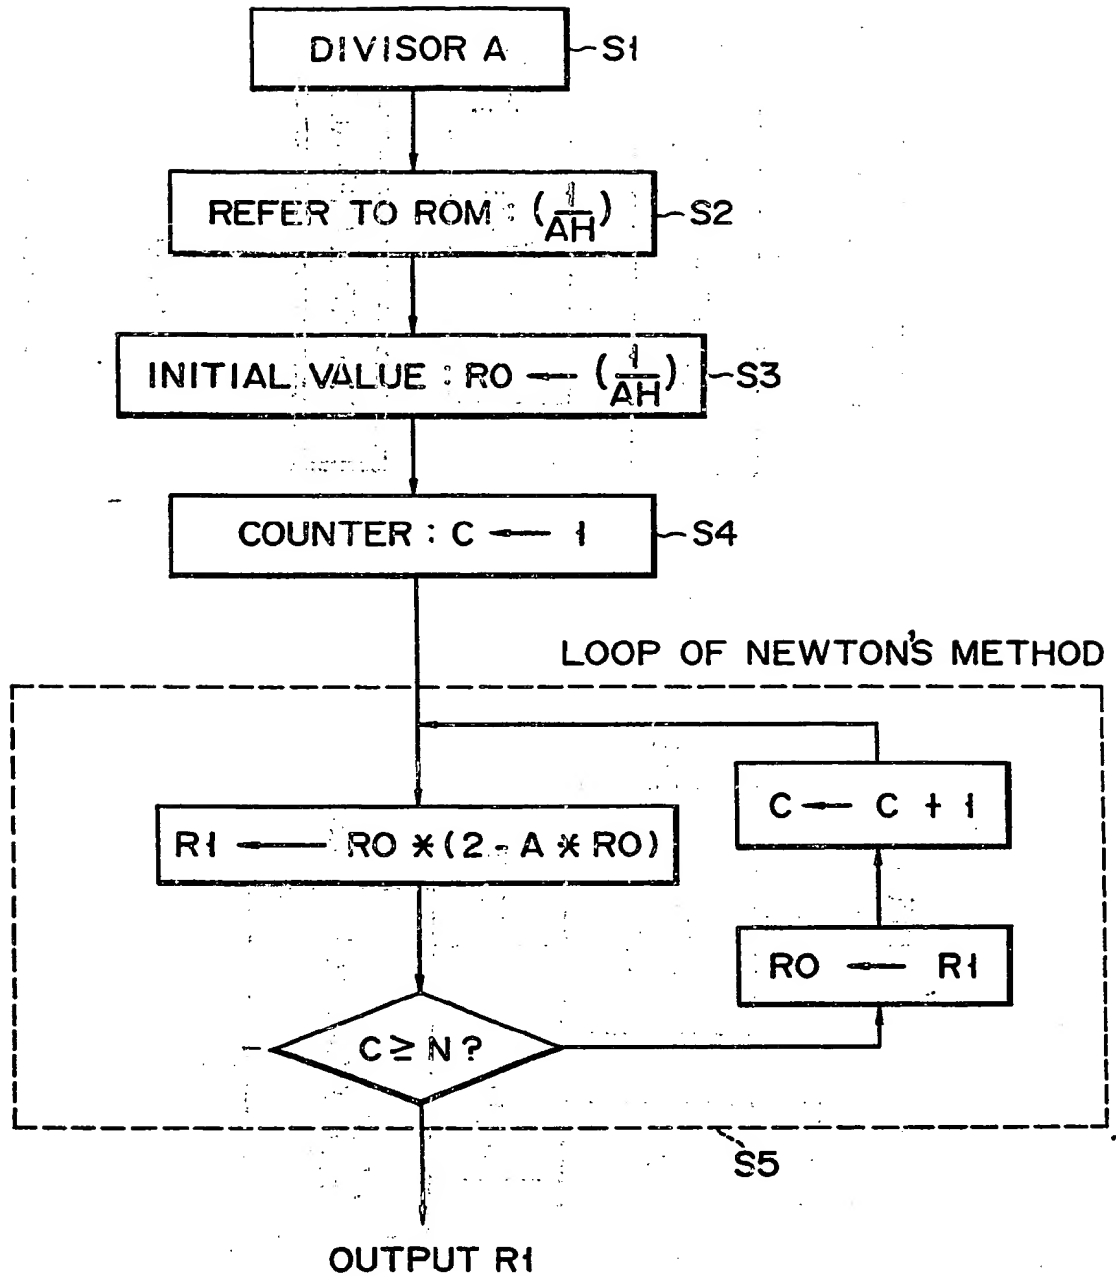 DIVISOR A
S1
REFER TO ROM : (1/AH)
S2
INITIAL VALUE : R0 ← (1/AH)
S3
COUNTER : C ← 1
S4
LOOP OF NEWTON'S METHOD
R1 ← R0 * (2 - A * R0)
C ← C + 1
R0 ← R1
C ≥ N ?
S5
OUTPUT R1